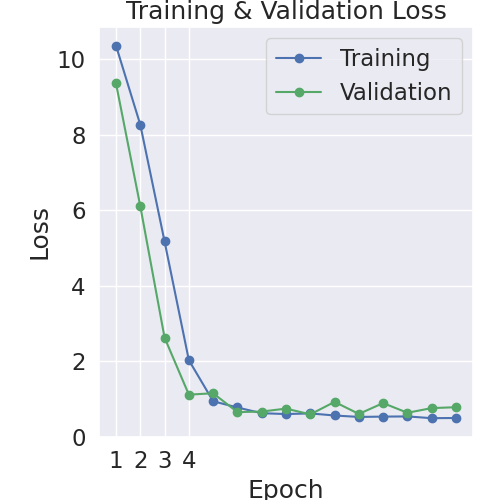 Training & Validation Loss
Training
Validation
Loss
10
8
6
4
2
0
1 2 3 4
Epoch